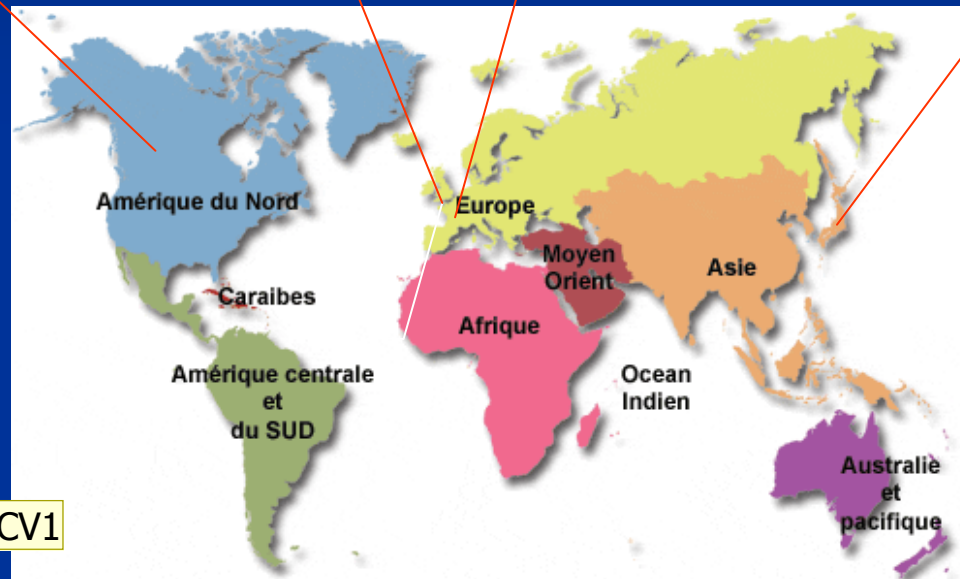 Amérique du Nord
Europe
Moyen
Orient
Asie
Caraibes
Afrique
Amérique centrale
et
du SUD
Ocean
Indien
Australie
et
pacifique
CV1